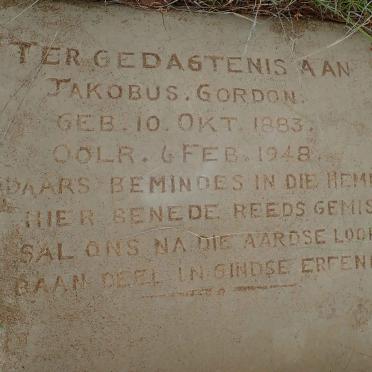 TER GEDAGTENIS AAN
JAKOBUS. GORDON.
GEB. 10. OKT. 1883.
OOLR. 6 FEB. 1948.
DAARS BEMINDES IN DIE HEM
HIER BENEDE REEDS GEMIS
SAL ONS NA DIE AARDSE LOO
DAAN DEEL IN GINDSE ERFEN